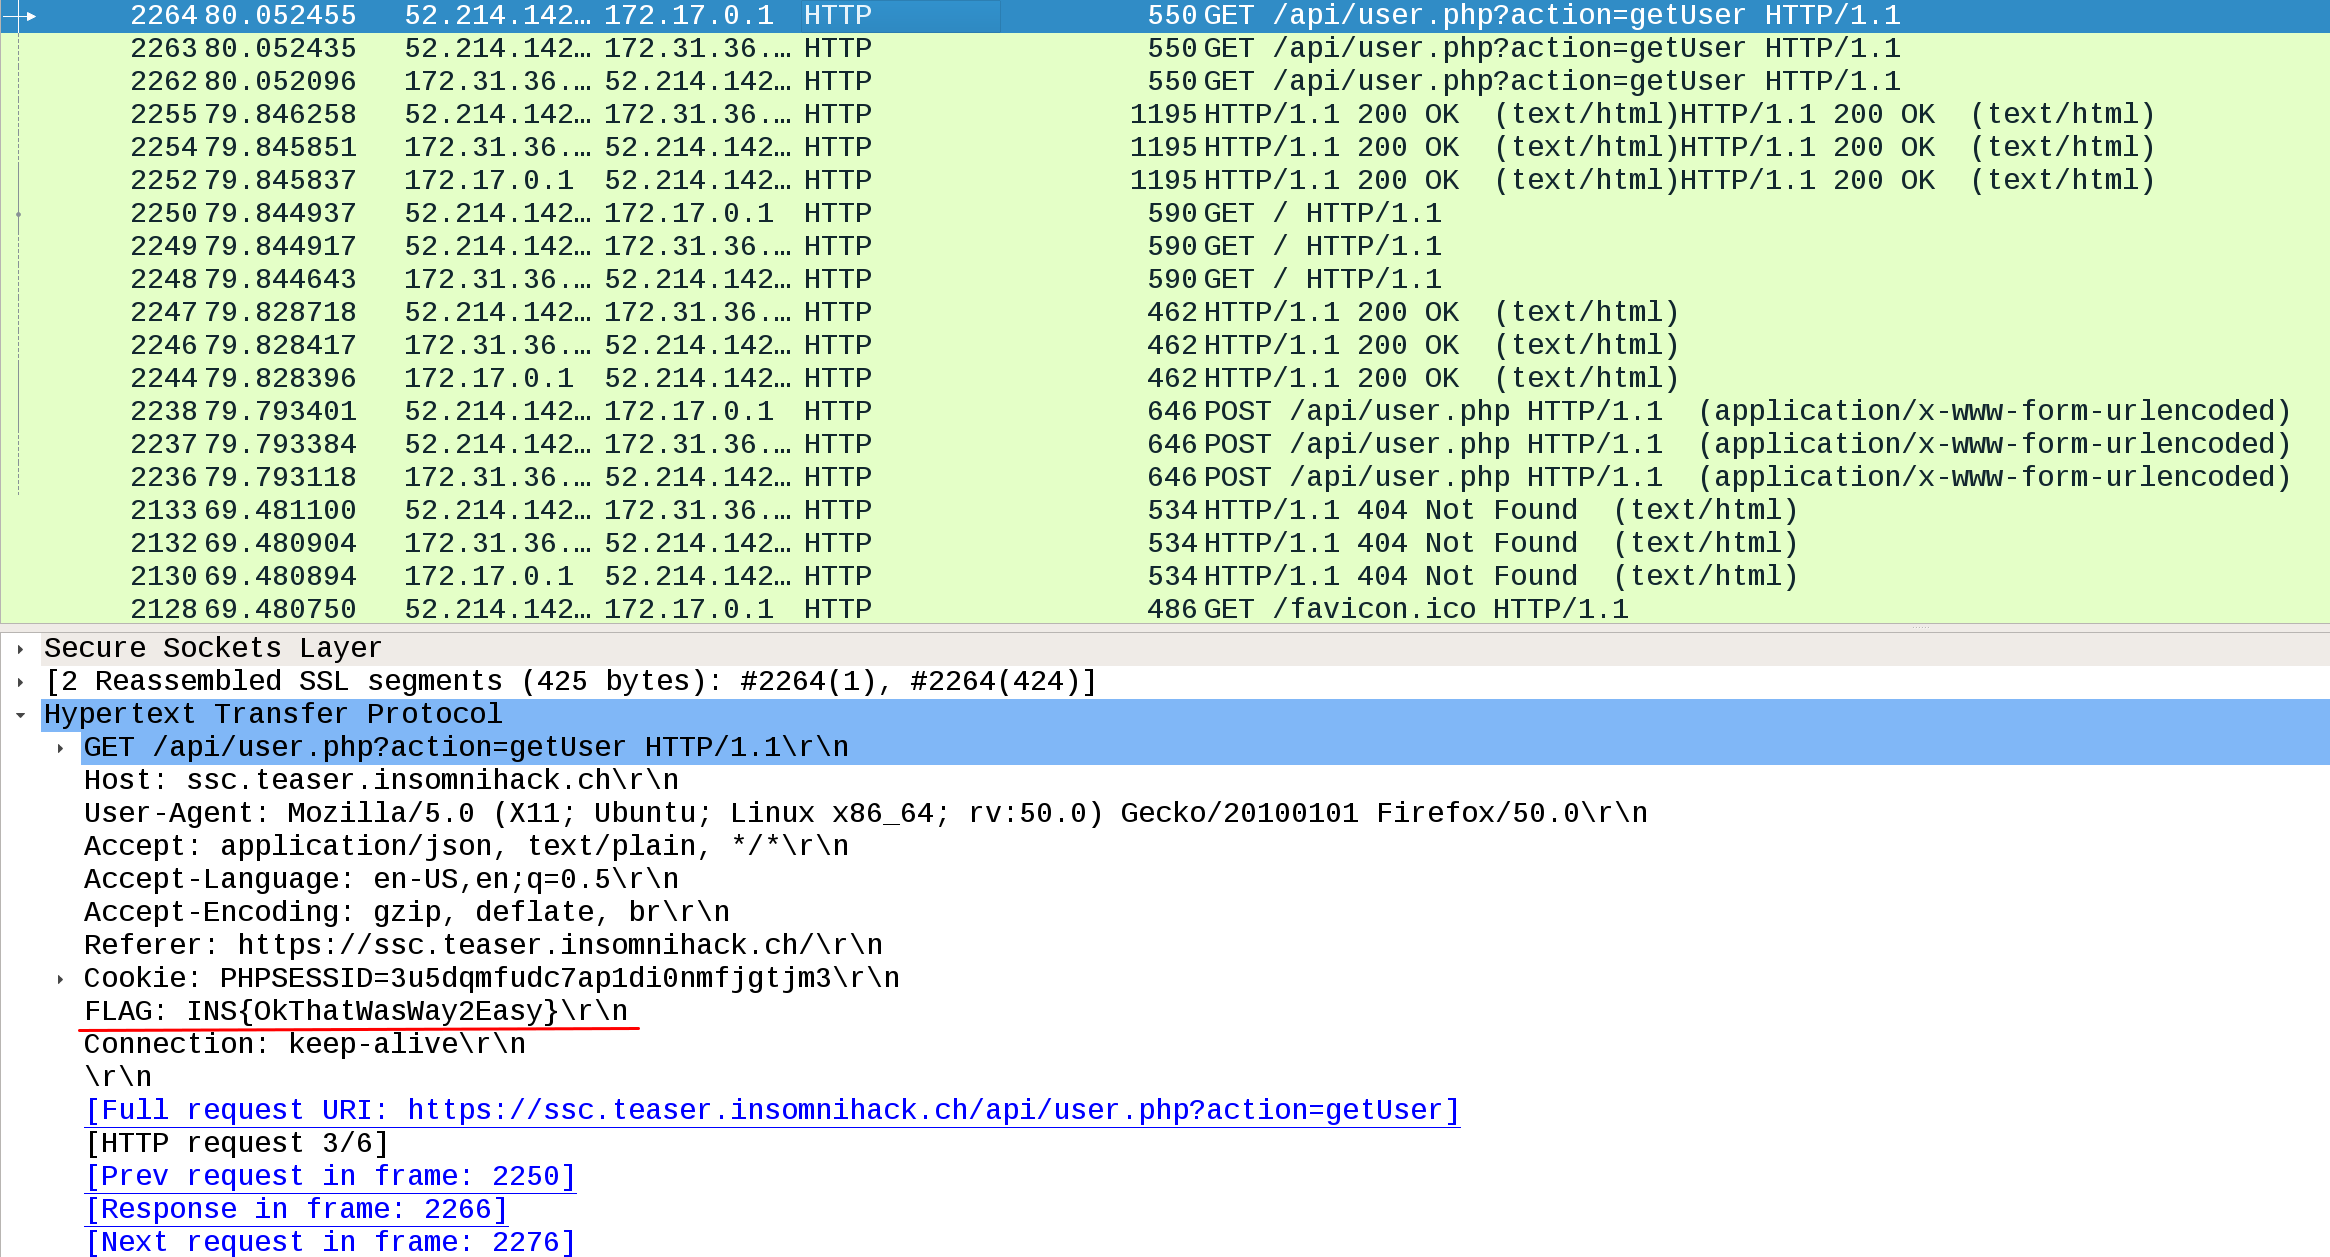 2264 80.052455 52.214.142… 172.17.0.1 HTTP 550 GET /api/user.php?action=getUser HTTP/1.1
2263 80.052435 52.214.142… 172.31.36.… HTTP 550 GET /api/user.php?action=getUser HTTP/1.1
2262 80.052096 172.31.36.… 52.214.142… HTTP 550 GET /api/user.php?action=getUser HTTP/1.1
2255 79.846258 52.214.142… 172.31.36.… HTTP 1195 HTTP/1.1 200 OK  (text/html)HTTP/1.1 200 OK  (text/html)
2254 79.845851 172.31.36.… 52.214.142… HTTP 1195 HTTP/1.1 200 OK  (text/html)HTTP/1.1 200 OK  (text/html)
2252 79.845837 172.17.0.1 52.214.142… HTTP 1195 HTTP/1.1 200 OK  (text/html)HTTP/1.1 200 OK  (text/html)
2250 79.844937 52.214.142… 172.17.0.1 HTTP 590 GET / HTTP/1.1
2249 79.844917 52.214.142… 172.31.36.… HTTP 590 GET / HTTP/1.1
2248 79.844643 172.31.36.… 52.214.142… HTTP 590 GET / HTTP/1.1
2247 79.828718 52.214.142… 172.31.36.… HTTP 462 HTTP/1.1 200 OK  (text/html)
2246 79.828417 172.31.36.… 52.214.142… HTTP 462 HTTP/1.1 200 OK  (text/html)
2244 79.828396 172.17.0.1 52.214.142… HTTP 462 HTTP/1.1 200 OK  (text/html)
2238 79.793401 52.214.142… 172.17.0.1 HTTP 646 POST /api/user.php HTTP/1.1  (application/x-www-form-urlencoded)
2237 79.793384 52.214.142… 172.31.36.… HTTP 646 POST /api/user.php HTTP/1.1  (application/x-www-form-urlencoded)
2236 79.793118 172.31.36.… 52.214.142… HTTP 646 POST /api/user.php HTTP/1.1  (application/x-www-form-urlencoded)
2133 69.481100 52.214.142… 172.31.36.… HTTP 534 HTTP/1.1 404 Not Found  (text/html)
2132 69.480904 172.31.36.… 52.214.142… HTTP 534 HTTP/1.1 404 Not Found  (text/html)
2130 69.480894 172.17.0.1 52.214.142… HTTP 534 HTTP/1.1 404 Not Found  (text/html)
2128 69.480750 52.214.142… 172.17.0.1 HTTP 486 GET /favicon.ico HTTP/1.1
Secure Sockets Layer
[2 Reassembled SSL segments (425 bytes): #2264(1), #2264(424)]
Hypertext Transfer Protocol
GET /api/user.php?action=getUser HTTP/1.1\r\n
Host: ssc.teaser.insomnihack.ch\r\n
User-Agent: Mozilla/5.0 (X11; Ubuntu; Linux x86_64; rv:50.0) Gecko/20100101 Firefox/50.0\r\n
Accept: application/json, text/plain, */*\r\n
Accept-Language: en-US,en;q=0.5\r\n
Accept-Encoding: gzip, deflate, br\r\n
Referer: https://ssc.teaser.insomnihack.ch/\r\n
Cookie: PHPSESSID=3u5dqmfudc7ap1di0nmfjgtjm3\r\n
FLAG: INS{OkThatWasWay2Easy}\r\n
Connection: keep-alive\r\n
\r\n
[Full request URI: https://ssc.teaser.insomnihack.ch/api/user.php?action=getUser]
[HTTP request 3/6]
[Prev request in frame: 2250]
[Response in frame: 2266]
[Next request in frame: 2276]